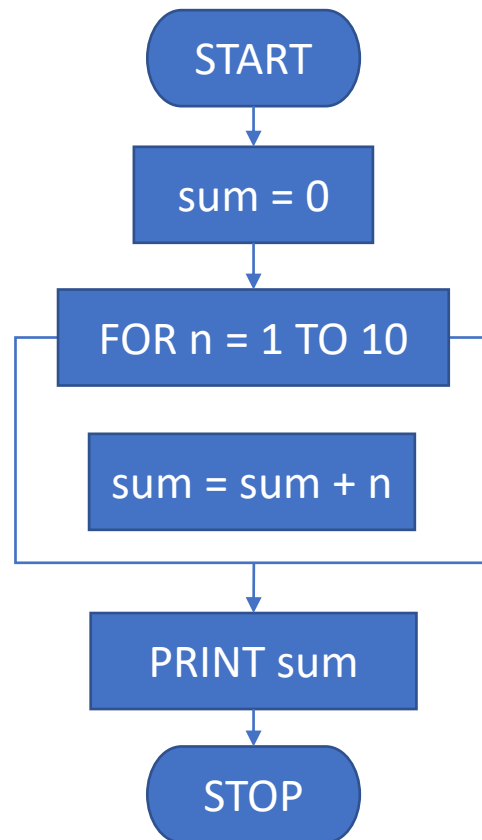 START
sum = 0
FOR n = 1 TO 10
sum = sum + n
PRINT sum
STOP